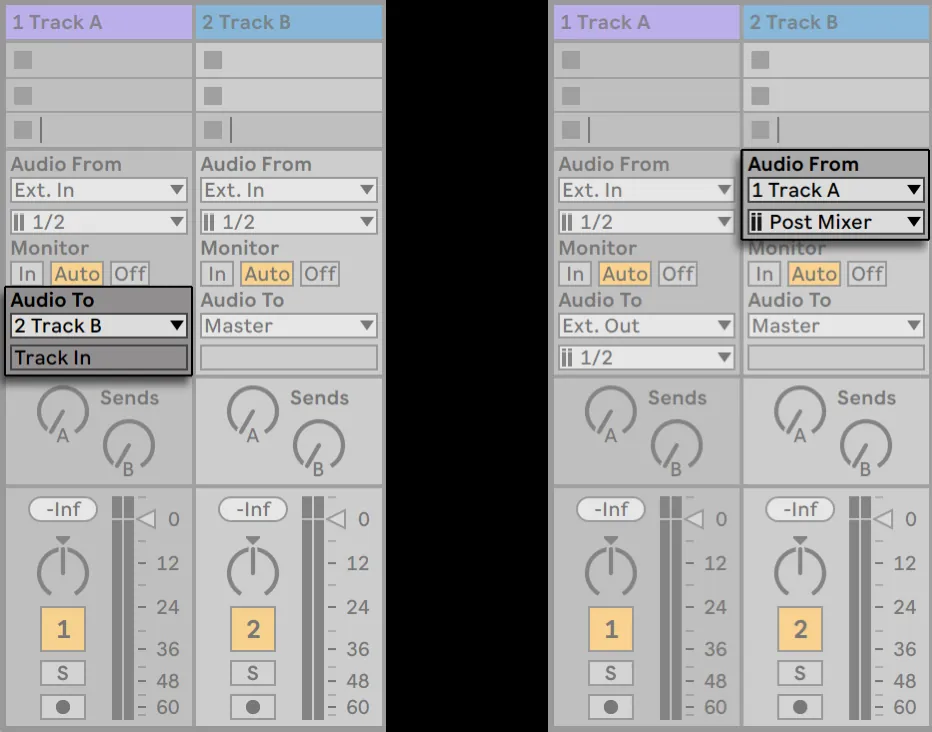 1 Track A
2 Track B
Audio From
Audio From
Ext. In
Ext. In
1/2
1/2
Monitor
Monitor
In Auto Off
In Auto Off
Audio To
Audio To
2 Track B
Master
Track In
Sends
Sends
A
A
B
B
-Inf
-Inf
0
0
12
12
24
24
1
2
36
36
S
S
48
48
60
60
1 Track A
2 Track B
Audio From
Audio From
Ext. In
1 Track A
1/2
Post Mixer
Monitor
Monitor
In Auto Off
In Auto Off
Audio To
Audio To
Ext. Out
Master
1/2
Sends
Sends
A
A
B
B
-Inf
-Inf
0
0
12
12
24
24
1
2
36
36
S
S
48
48
60
60